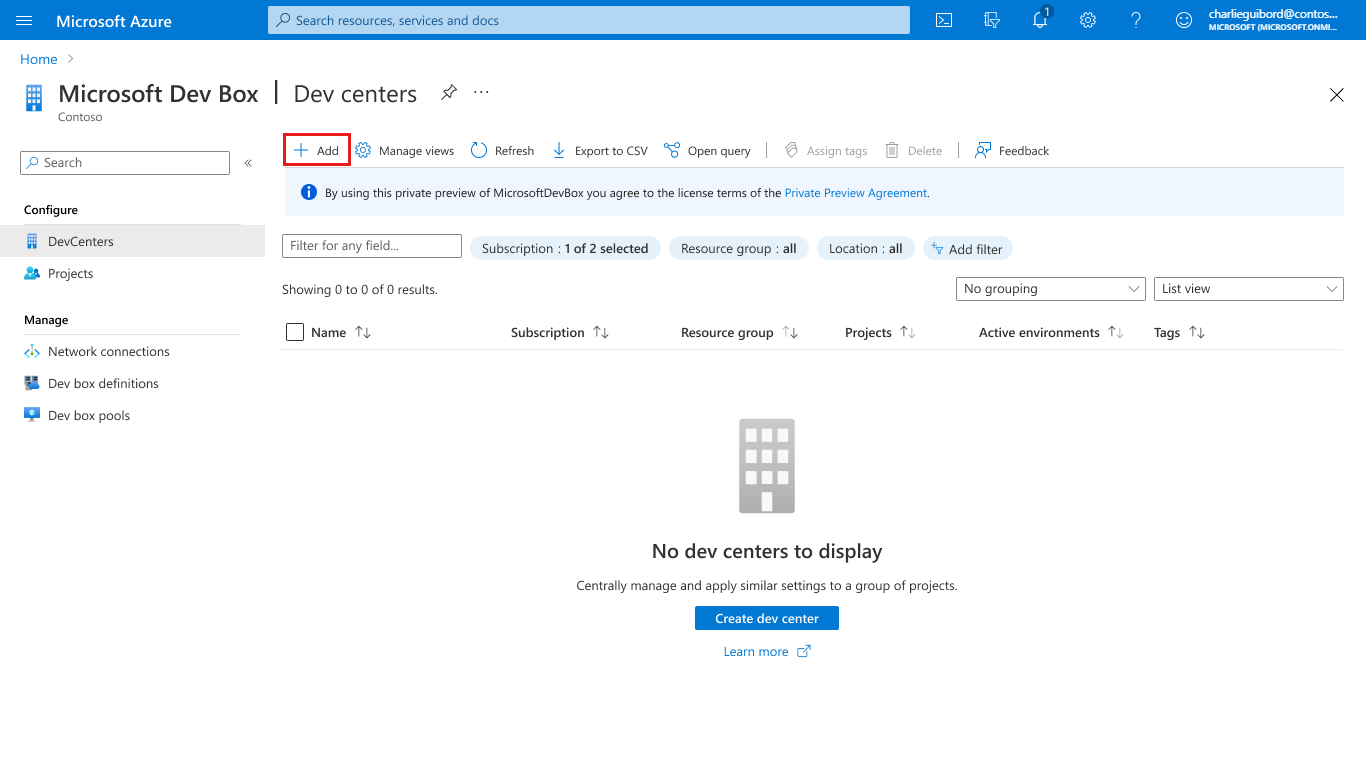 Microsoft Azure
Search resources, services and docs
1
charlieguibord@contos...
MICROSOFT (MICROSOFT.ONMI...
Home
Microsoft Dev Box | Dev centers
Contoso
Search
«
Add
Manage views
Refresh
Export to CSV
Open query
Assign tags
Delete
Feedback
By using this private preview of MicrosoftDevBox you agree to the license terms of the Private Preview Agreement.
Configure
DevCenters
Projects
Manage
Network connections
Dev box definitions
Dev box pools
Filter for any field...
Subscription : 1 of 2 selected
Resource group : all
Location : all
Add filter
Showing 0 to 0 of 0 results.
No grouping
List view
Name
Subscription
Resource group
Projects
Active environments
Tags
No dev centers to display
Centrally manage and apply similar settings to a group of projects.
Create dev center
Learn more